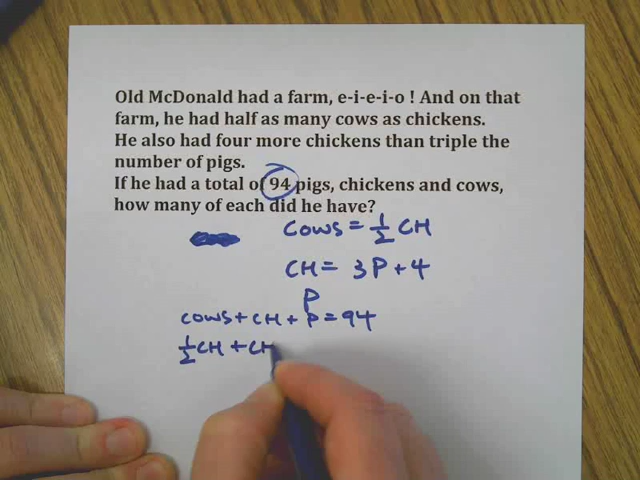 Old McDonald had a farm, e-i-e-i-o ! And on that
farm, he had half as many cows as chickens.
He also had four more chickens than triple the
number of pigs.
If he had a total of 94 pigs, chickens and cows,
how many of each did he have?
COWS = 1/2 CH
CH = 3P+4
P
COWS + CH + P = 94
1/2 CH + CH